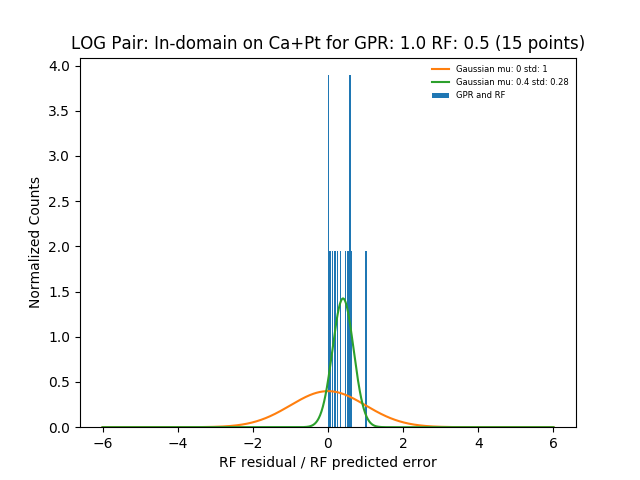 LOG Pair: In-domain on Ca+Pt for GPR: 1.0 RF: 0.5 (15 points)
Gaussian mu: 0 std: 1
Gaussian mu: 0.4 std: 0.28
GPR and RF
Normalized Counts
4.0
3.5
3.0
2.5
2.0
1.5
1.0
0.5
0.0
−6 −4 −2 0 2 4 6
RF residual / RF predicted error